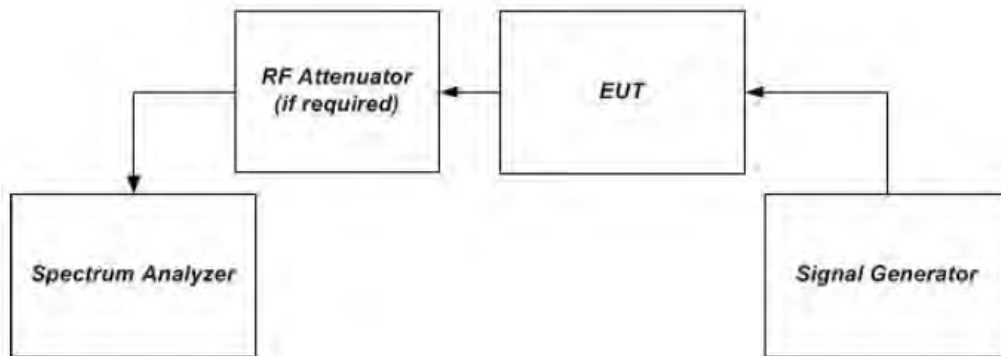 RF Attenuator
(if required)
EUT
Spectrum Analyzer
Signal Generator